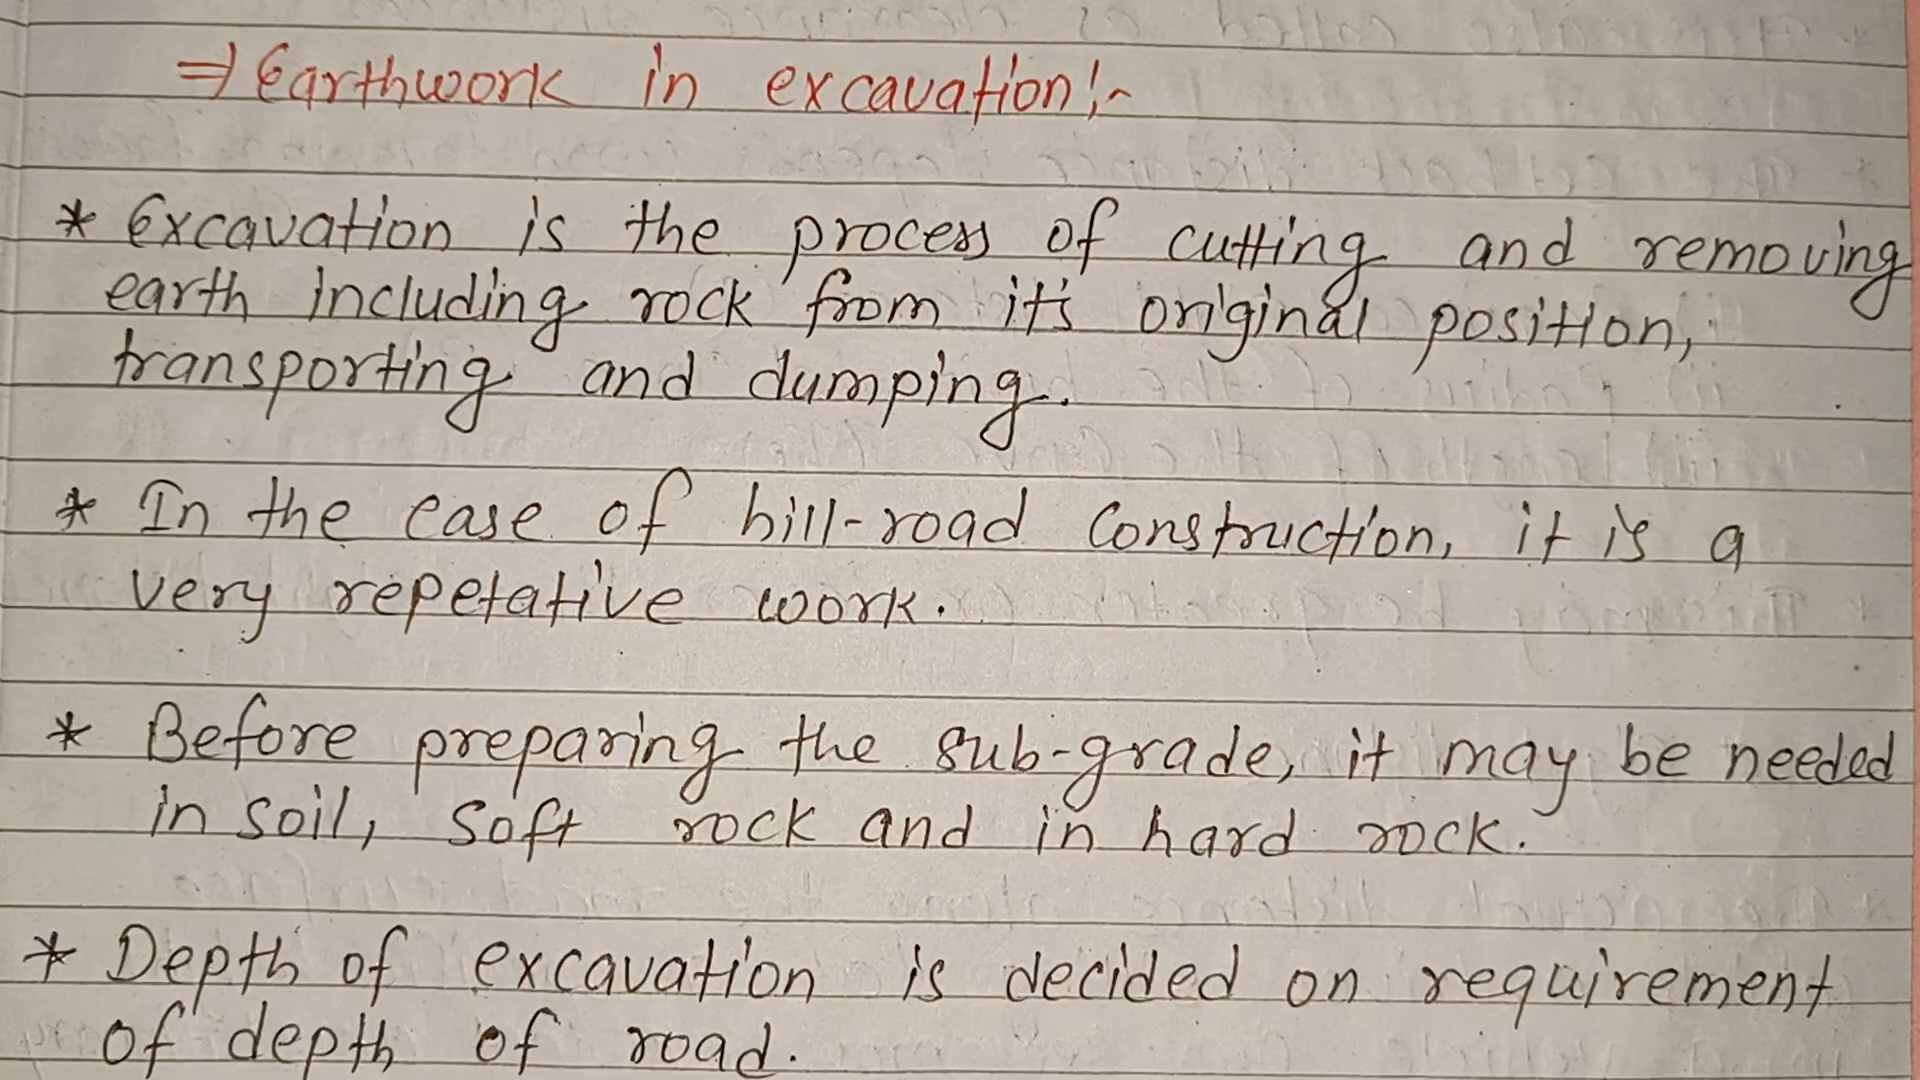 ⇒ Earthwork in excavation:-
* Excavation is the process of cutting and removing
earth including rock from it's original position,
transporting and dumping.
* In the case of hill-road construction, it is a
very repetative work.
* Before preparing the sub-grade, it may be needed
in soil, soft rock and in hard rock.
* Depth of excavation is decided on requirement
of depth of road.